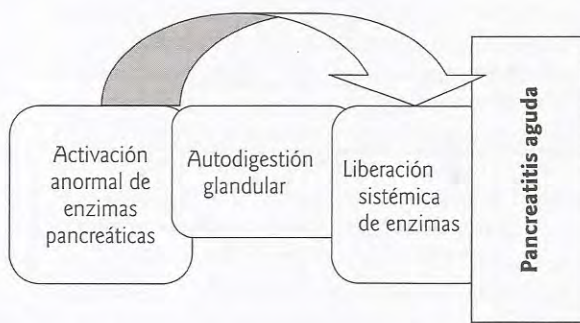 Activación
anormal de
enzimas
pancreáticas
Autodigestión
glandular
Liberación
sistémica
de enzimas
Pancreatitis aguda